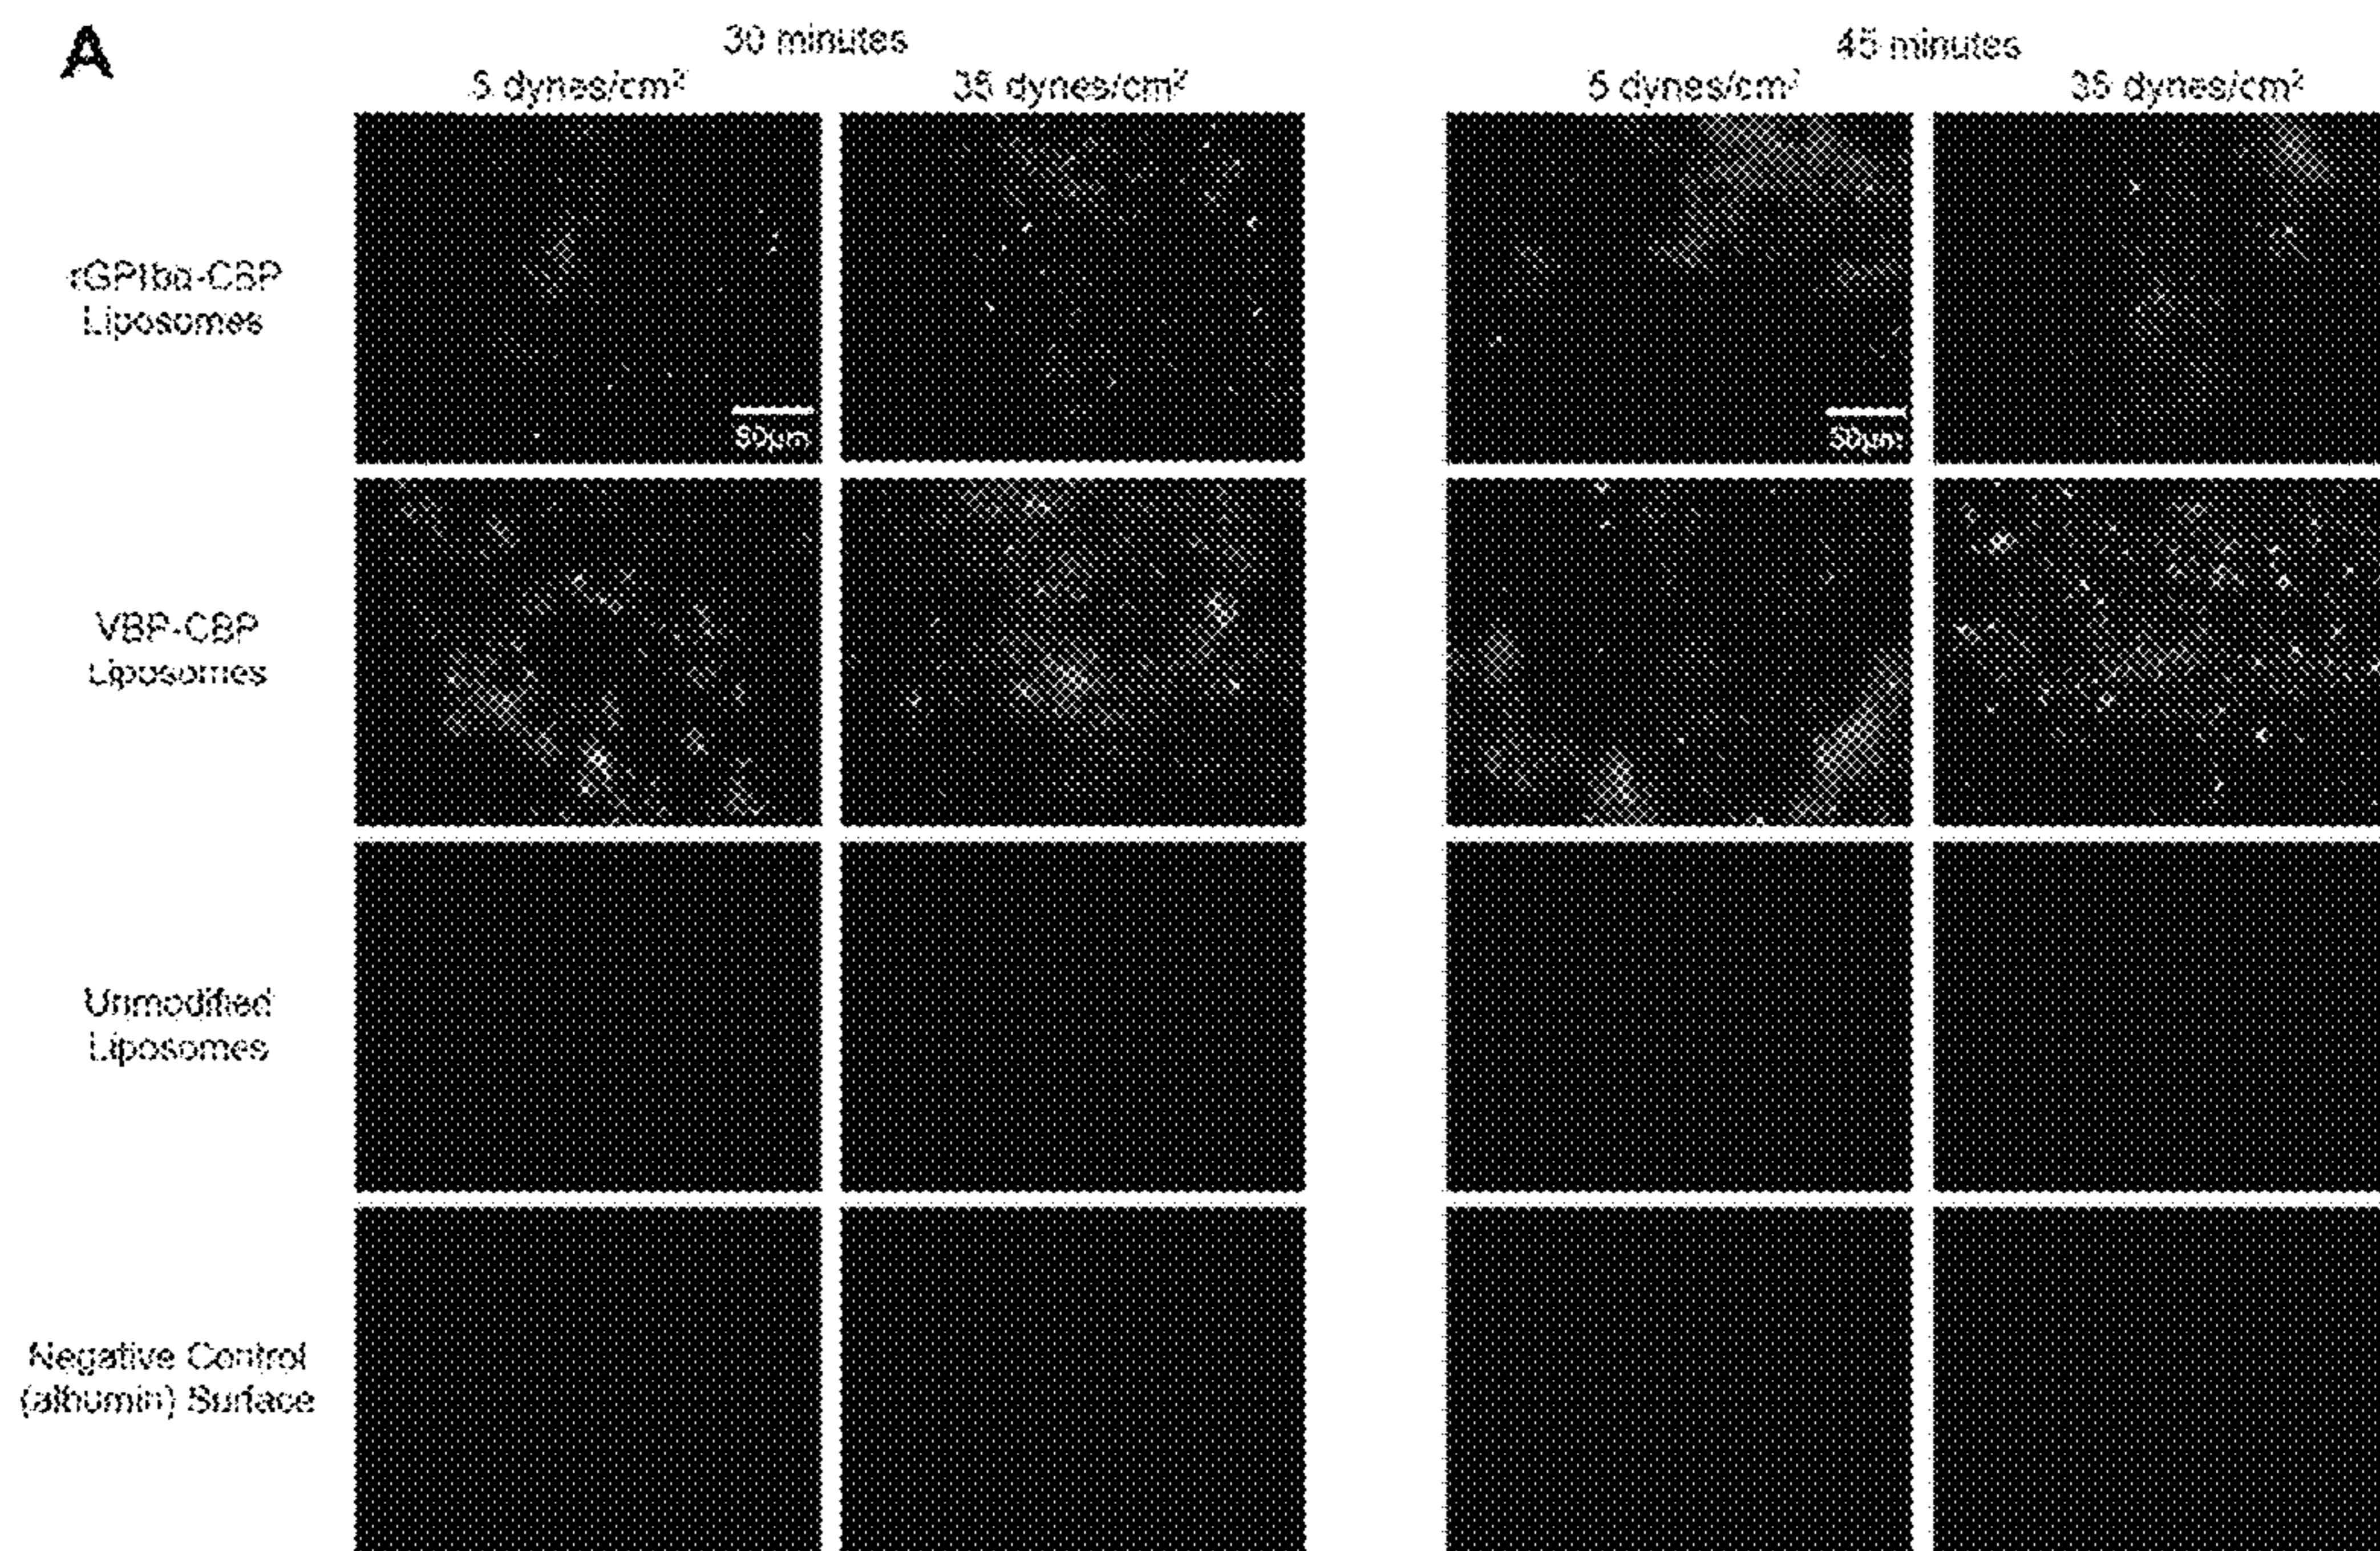 A
30 minutes
45 minutes
5 dynes/cm²
35 dynes/cm²
5 dynes/cm²
35 dynes/cm²
rGPIbα-CBP
Liposomes
50μm
50μm
VBP-CBP
Liposomes
Unmodified
Liposomes
Negative Control
(albumin) Surface